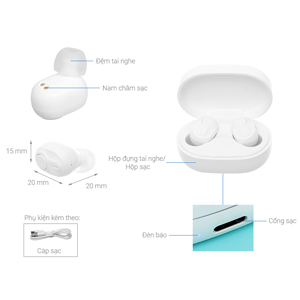 Đệm tai nghe
Nam châm sạc
15 mm
20 mm
20 mm
Hộp đựng tai nghe/
Hộp sạc
Phụ kiện kèm theo:
Cáp sạc
Cổng sạc
Đèn báo